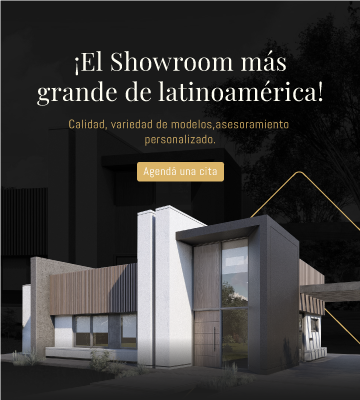 ¡El Showroom más
grande de latinoamérica!
Calidad, variedad de modelos,asesoramiento
personalizado.
Agendá una cita